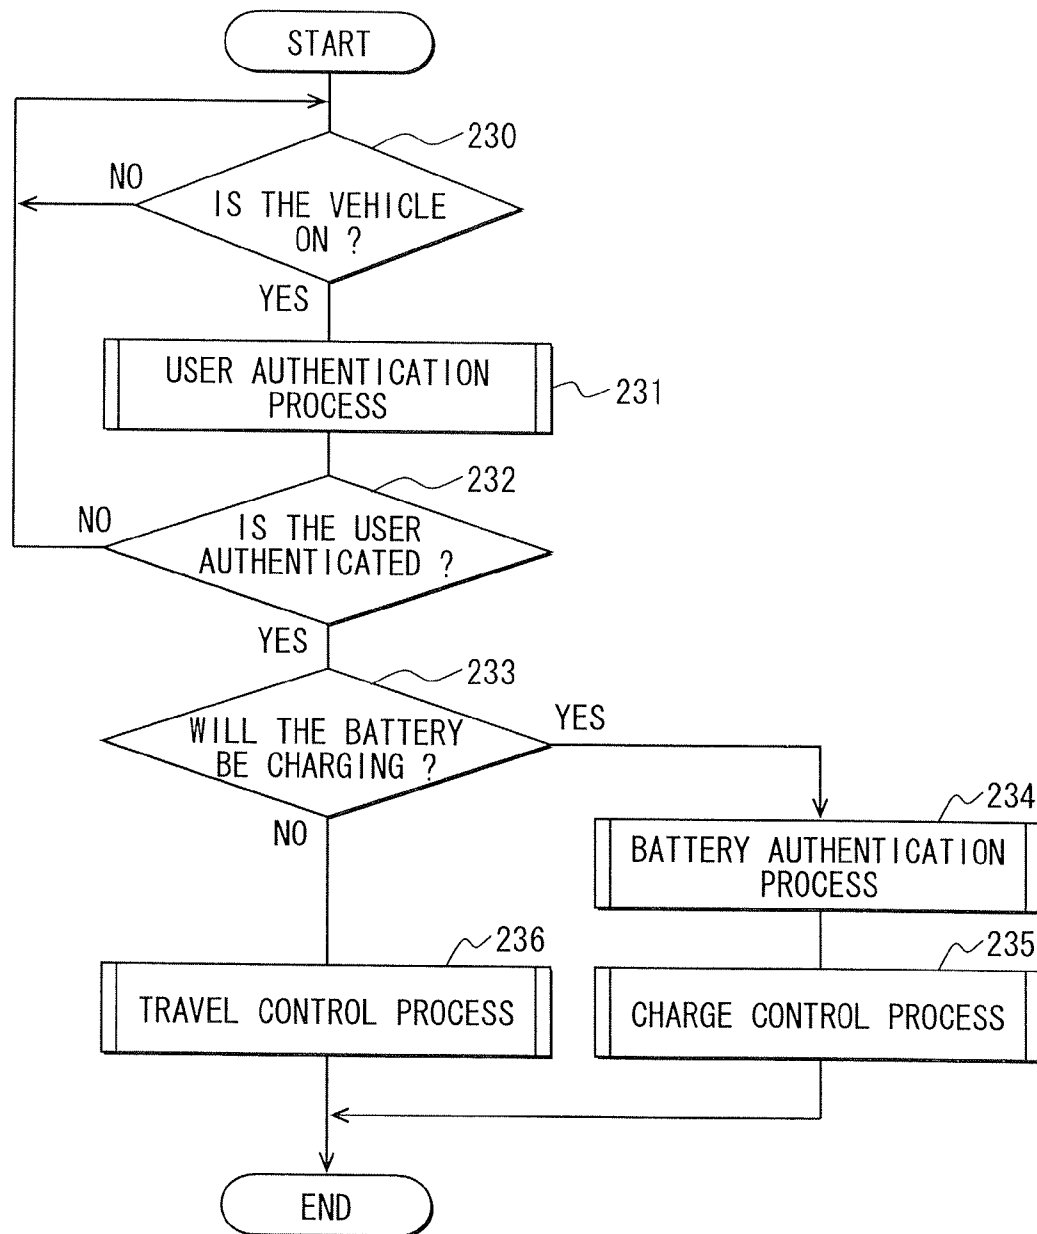 START
230
NO
IS THE VEHICLE
ON ?
YES
USER AUTHENTICATION
PROCESS
231
232
NO
IS THE USER
AUTHENTICATED ?
YES
233
WILL THE BATTERY
BE CHARGING ?
YES
NO
234
BATTERY AUTHENTICATION
PROCESS
236
TRAVEL CONTROL PROCESS
235
CHARGE CONTROL PROCESS
END